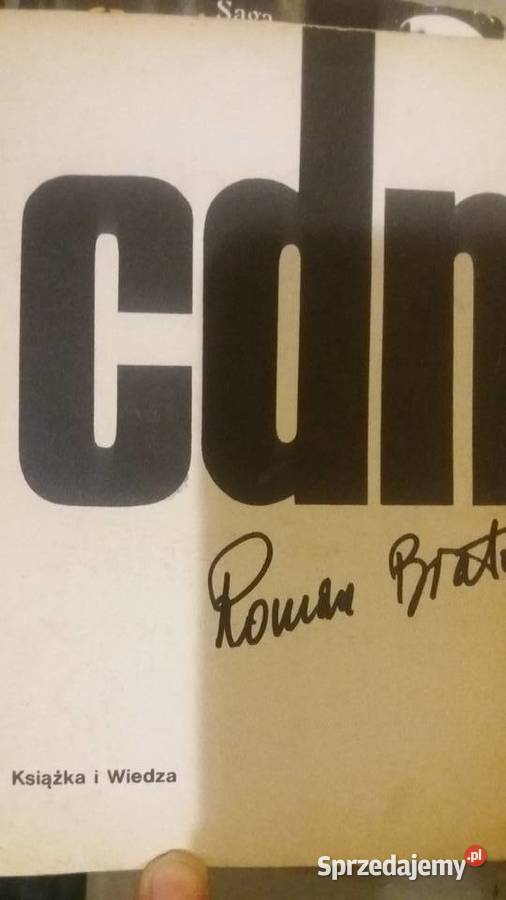 Saga
cdn
Roman Brat
Książka i Wiedza
Sprzedajemy.pl